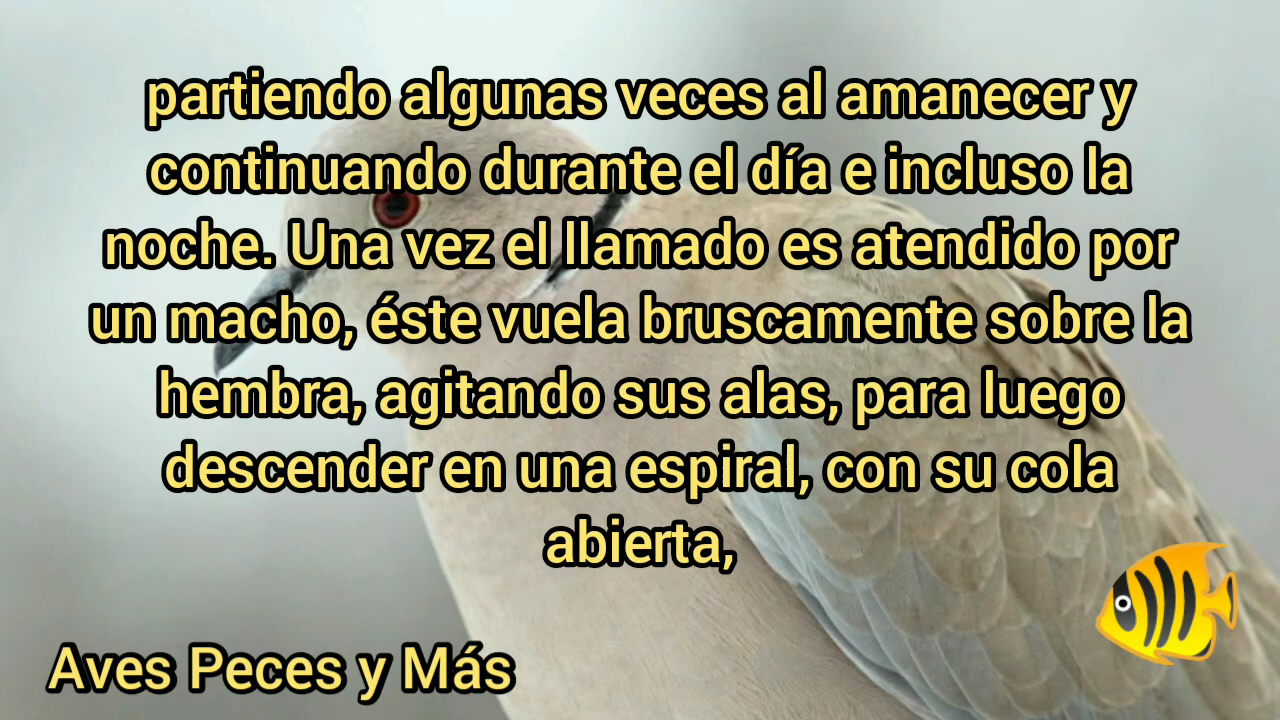 partiendo algunas veces al amanecer y
continuando durante el día e incluso la
noche. Una vez el llamado es atendido por
un macho, éste vuela bruscamente sobre la
hembra, agitando sus alas, para luego
descender en una espiral, con su cola
abierta,
Aves Peces y Más